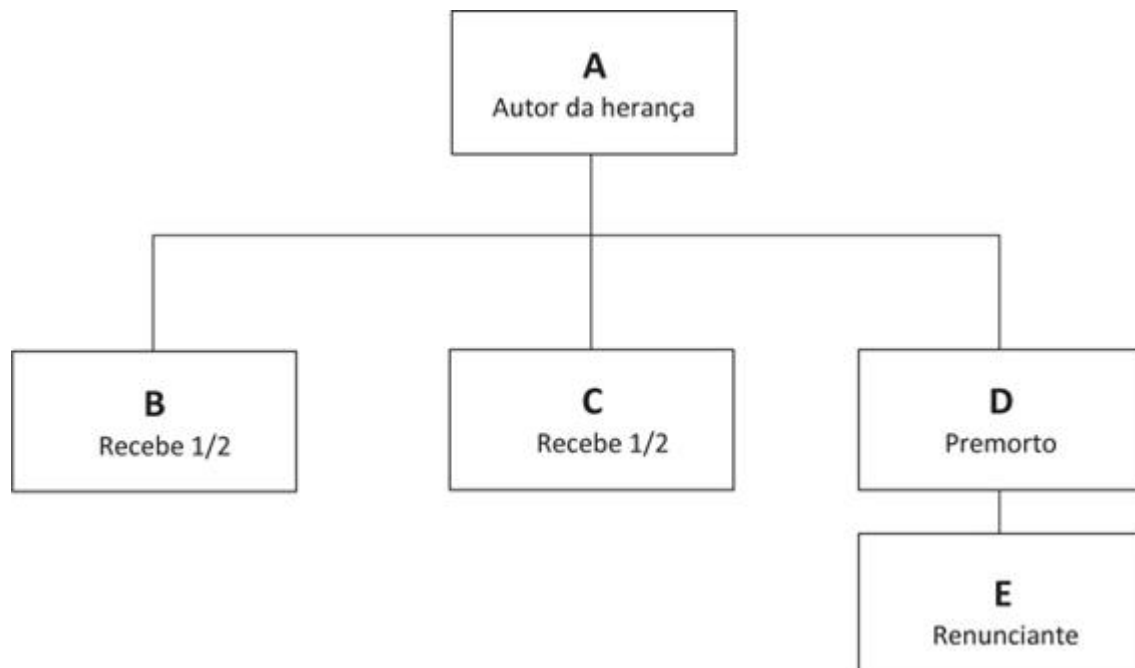 A
Autor da herança
B
Recebe 1/2
C
Recebe 1/2
D
Premorto
E
Renunciante